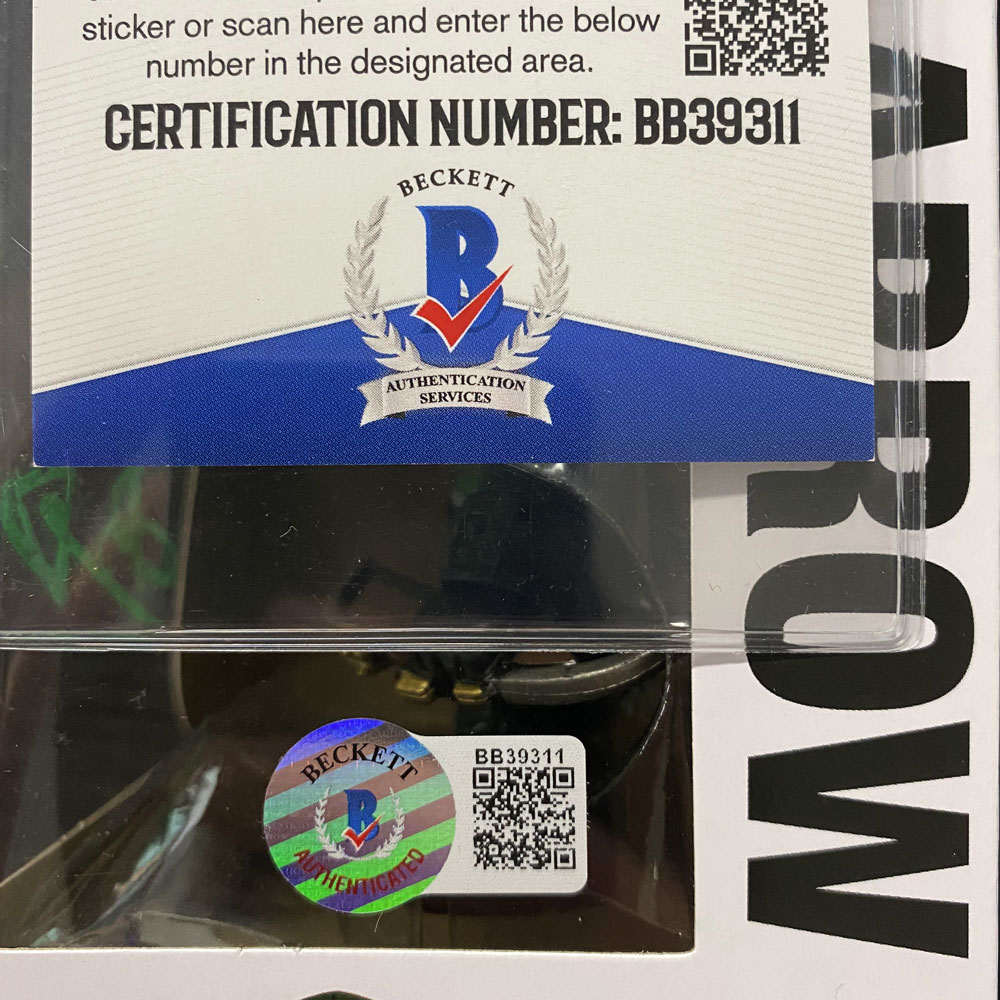 sticker or scan here and enter the below
number in the designated area.
CERTIFICATION NUMBER: BB39311
BECKETT
B
AUTHENTICATION
SERVICES
ARROW
BECKETT
B
AUTHENTICATED
BB39311